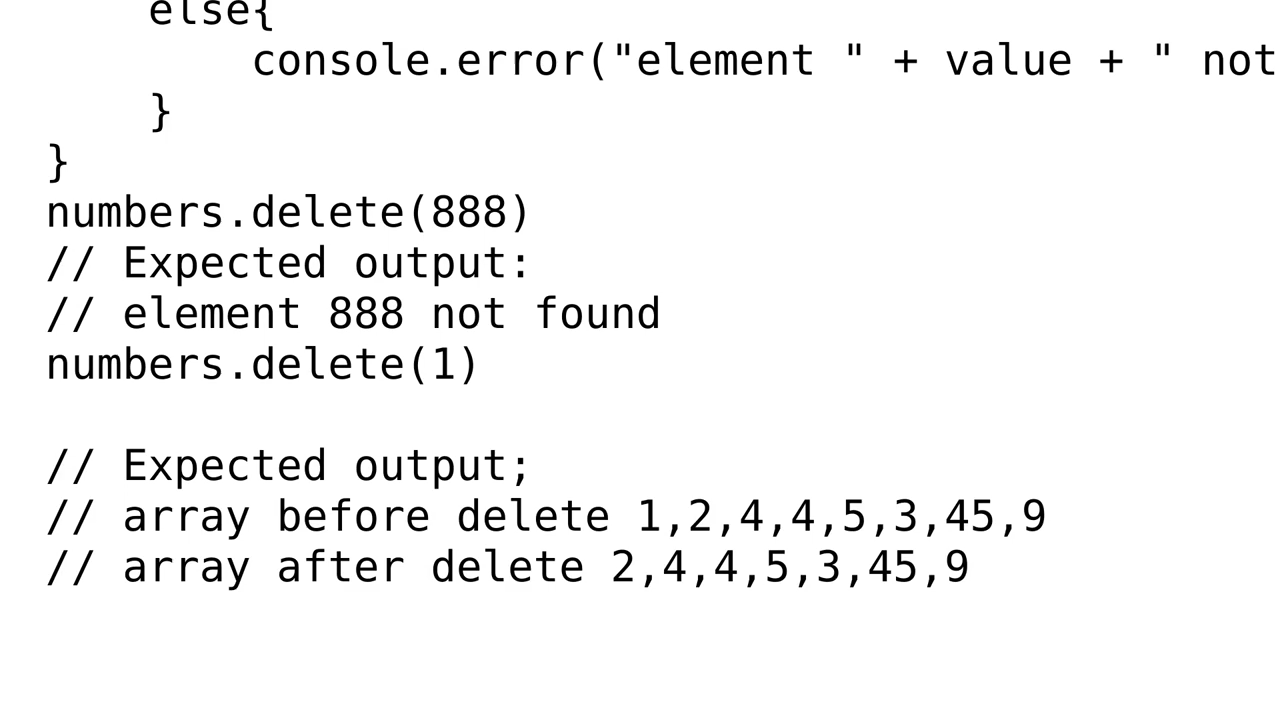 else{
console.error("element " + value + " not
}
}
numbers.delete(888)
// Expected output:
// element 888 not found
numbers.delete(1)
// Expected output;
// array before delete 1,2,4,4,5,3,45,9
// array after delete 2,4,4,5,3,45,9